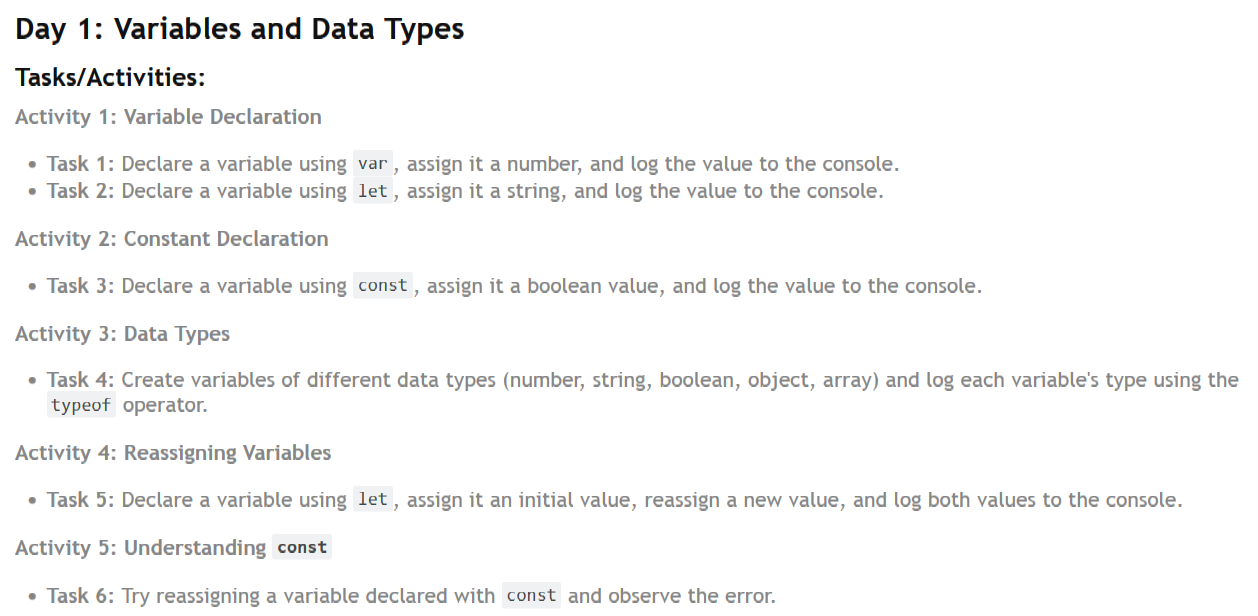 Day 1: Variables and Data Types
Tasks/Activities:
Activity 1: Variable Declaration
• Task 1: Declare a variable using var, assign it a number, and log the value to the console.
• Task 2: Declare a variable using let, assign it a string, and log the value to the console.
Activity 2: Constant Declaration
• Task 3: Declare a variable using const, assign it a boolean value, and log the value to the console.
Activity 3: Data Types
• Task 4: Create variables of different data types (number, string, boolean, object, array) and log each variable's type using the
typeof operator.
Activity 4: Reassigning Variables
• Task 5: Declare a variable using let, assign it an initial value, reassign a new value, and log both values to the console.
Activity 5: Understanding const
• Task 6: Try reassigning a variable declared with const and observe the error.